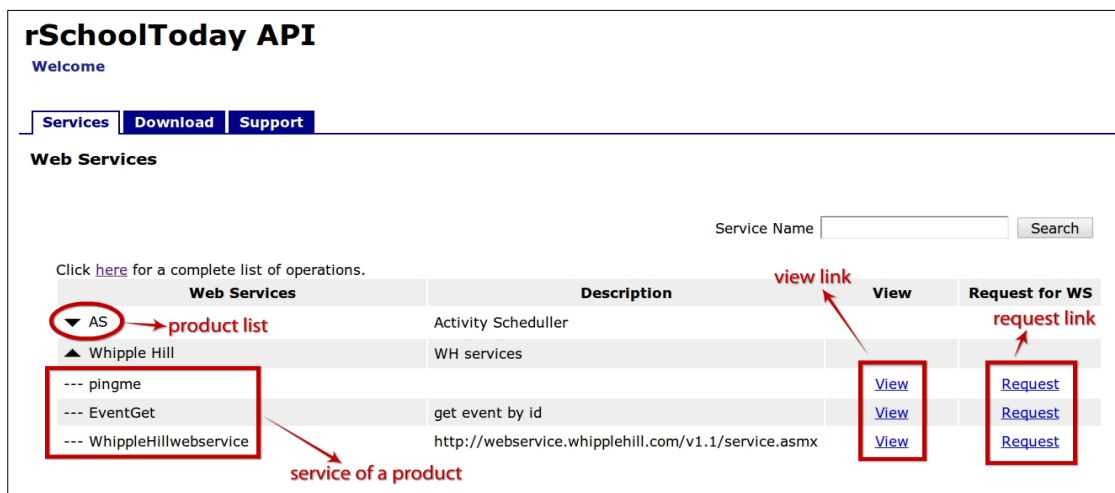 rSchoolToday API
Welcome
Services Download Support
Web Services
Service Name Search
Click here for a complete list of operations.
view link
Web Services Description View Request for WS
▼ AS product list Activity Scheduller request link
▲ Whipple Hill WH services
--- pingme View Request
--- EventGet get event by id View Request
--- WhippleHillwebservice http://webservice.whipplehill.com/v1.1/service.asmx View Request
service of a product